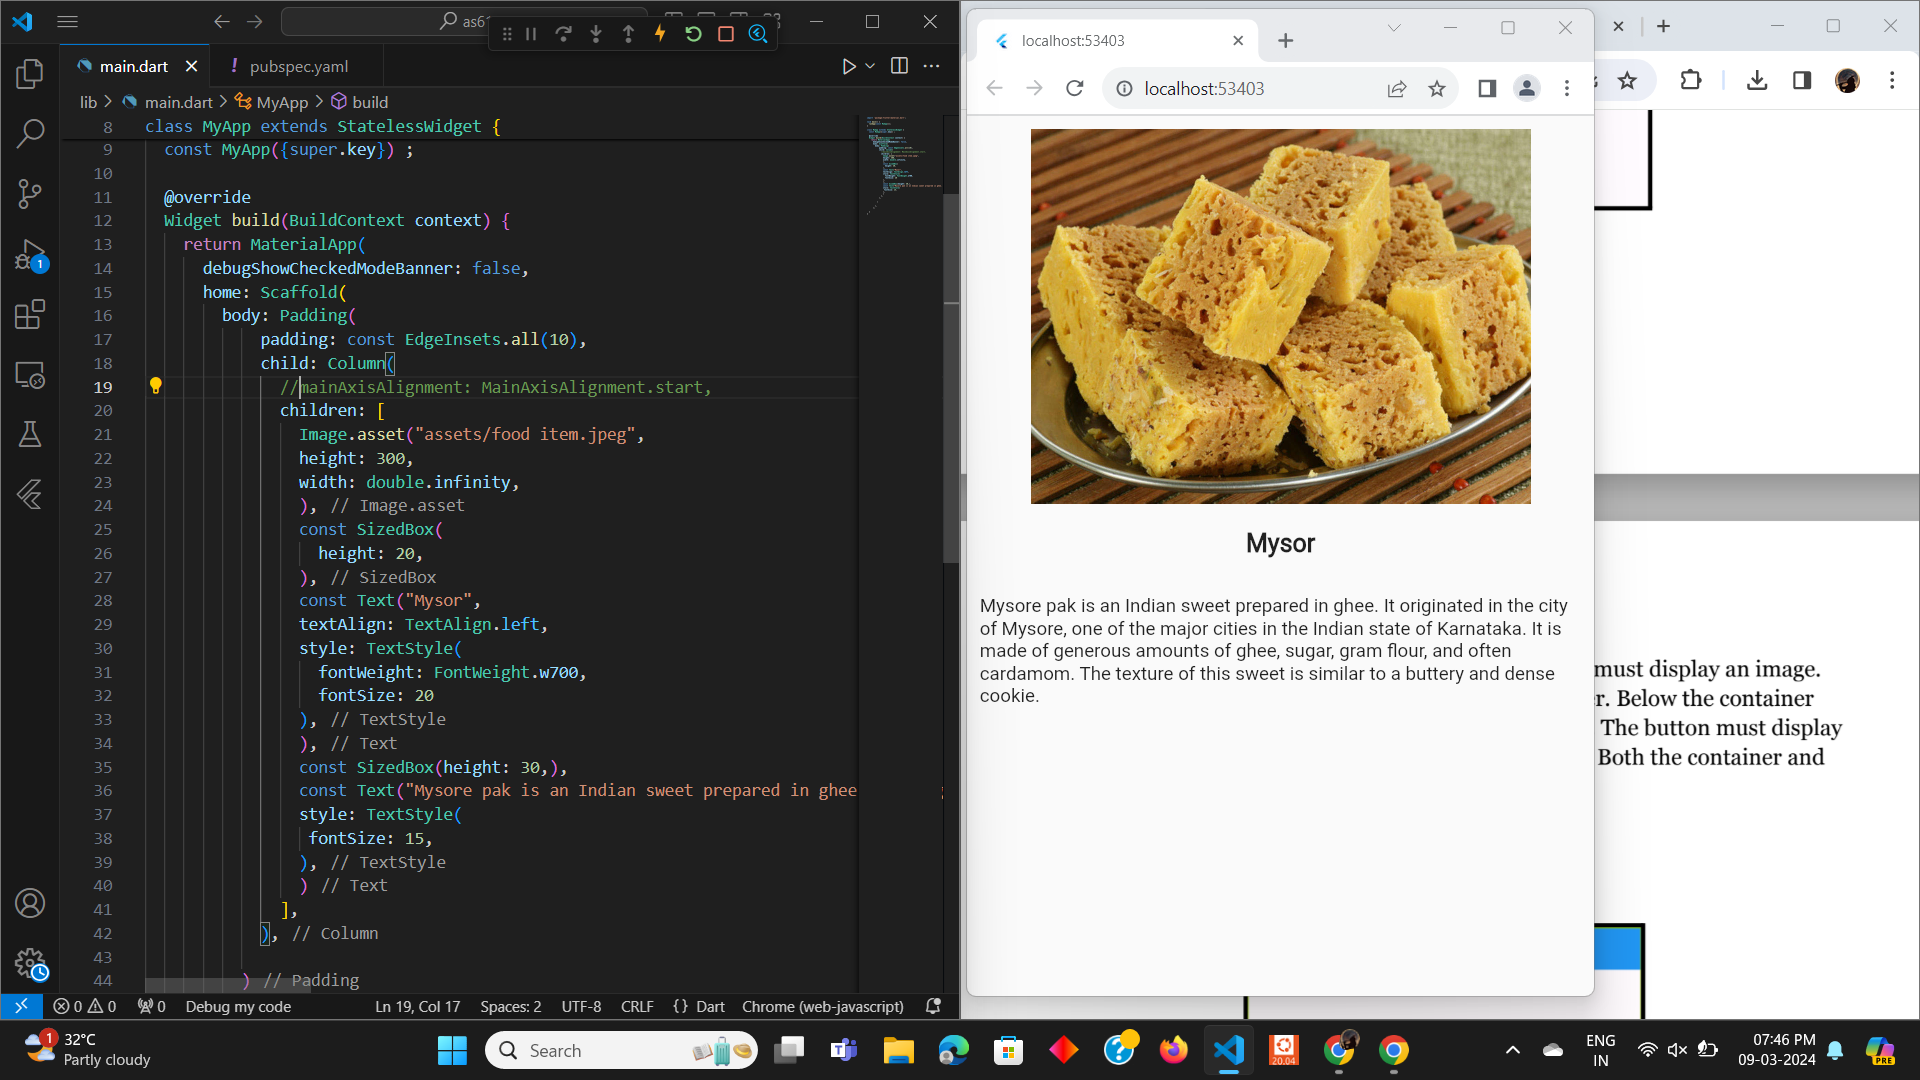 as61
main.dart
! pubspec.yaml
lib > main.dart > MyApp > build
8 class MyApp extends StatelessWidget {
9 const MyApp({super.key}) ;
10
11 @override
12 Widget build(BuildContext context) {
13 return MaterialApp(
14 debugShowCheckedModeBanner: false,
15 home: Scaffold(
16 body: Padding(
17 padding: const EdgeInsets.all(10),
18 child: Column(
19 //mainAxisAlignment: MainAxisAlignment.start,
20 children: [
21 Image.asset("assets/food item.jpeg",
22 height: 300,
23 width: double.infinity,
24 ), // Image.asset
25 const SizedBox(
26 height: 20,
27 ), // SizedBox
28 const Text("Mysor",
29 textAlign: TextAlign.left,
30 style: TextStyle(
31 fontWeight: FontWeight.w700,
32 fontSize: 20
33 ), // TextStyle
34 ), // Text
35 const SizedBox(height: 30,),
36 const Text("Mysore pak is an Indian sweet prepared in ghee
37 style: TextStyle(
38 fontSize: 15,
39 ), // TextStyle
40 ) // Text
41 ],
42 ), // Column
43
44 ) // Padding
1
0 0 0 Debug my code Ln 19, Col 17 Spaces: 2 UTF-8 CRLF {} Dart Chrome (web-javascript)
localhost:53403
localhost:53403
Mysor
Mysore pak is an Indian sweet prepared in ghee. It originated in the city
of Mysore, one of the major cities in the Indian state of Karnataka. It is
made of generous amounts of ghee, sugar, gram flour, and often
cardamom. The texture of this sweet is similar to a buttery and dense
cookie.
must display an image.
r. Below the container
The button must display
Both the container and
1
32°C
Partly cloudy
Search
20.04
ENG
IN
07:46 PM
09-03-2024
PRE